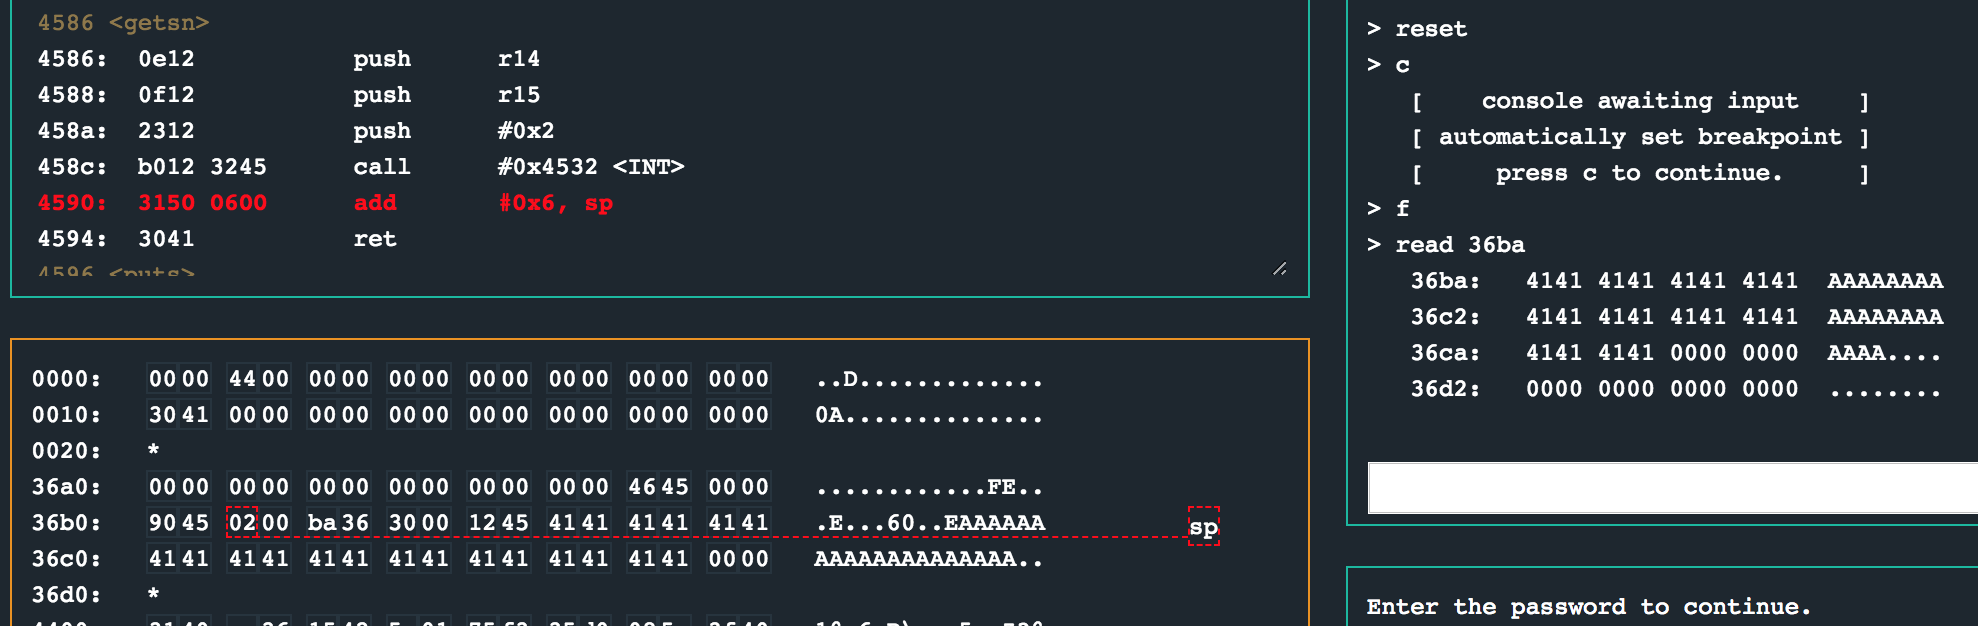 4586 <getsn>
4586: 0e12 push r14
4588: 0f12 push r15
458a: 2312 push #0x2
458c: b012 3245 call #0x4532 <INT>
4590: 3150 0600 add #0x6, sp
4594: 3041 ret
4596 <puts>
0000: 0000 4400 0000 0000 0000 0000 0000 0000 ..D.............
0010: 3041 0000 0000 0000 0000 0000 0000 0000 0A..............
0020: *
36a0: 0000 0000 0000 0000 0000 0000 4645 0000 ............FE..
36b0: 9045 0200 ba36 3000 1245 4141 4141 4141 .E...60..EAAAAAA
sp
36c0: 4141 4141 4141 4141 4141 4141 4141 0000 AAAAAAAAAAAAAA..
36d0: *
> reset
> c
[ console awaiting input ]
[ automatically set breakpoint ]
[ press c to continue. ]
> f
> read 36ba
36ba: 4141 4141 4141 4141 AAAAAAAA
36c2: 4141 4141 4141 4141 AAAAAAAA
36ca: 4141 4141 0000 0000 AAAA....
36d2: 0000 0000 0000 0000 ........
Enter the password to continue.